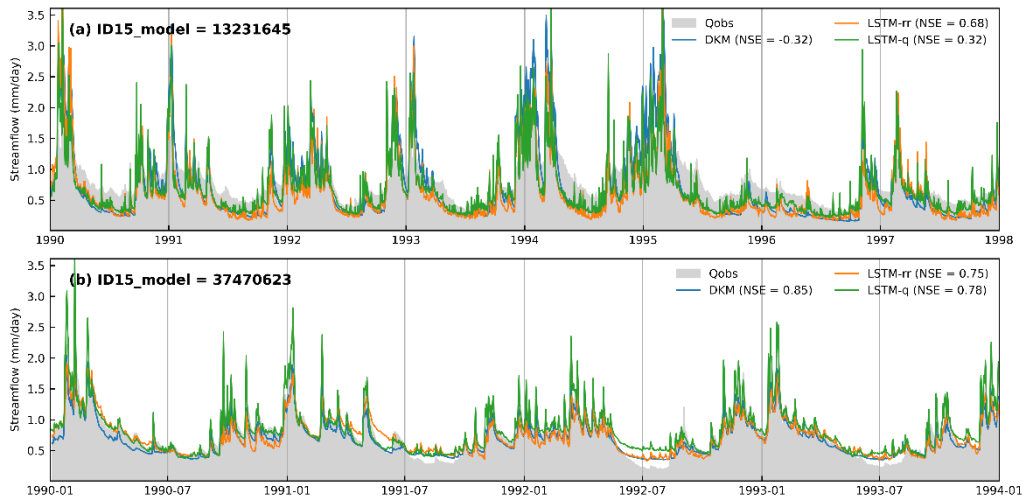 (a) ID15_model = 13231645
Qobs
DKM (NSE = -0.32)
LSTM-rr (NSE = 0.68)
LSTM-q (NSE = 0.32)
Streamflow (mm/day)
3.5
3.0
2.5
2.0
1.5
1.0
0.5
1990 1991 1992 1993 1994 1995 1996 1997 1998
(b) ID15_model = 37470623
Qobs
DKM (NSE = 0.85)
LSTM-rr (NSE = 0.75)
LSTM-q (NSE = 0.78)
Streamflow (mm/day)
3.5
3.0
2.5
2.0
1.5
1.0
0.5
1990-01 1990-07 1991-01 1991-07 1992-01 1992-07 1993-01 1993-07 1994-01